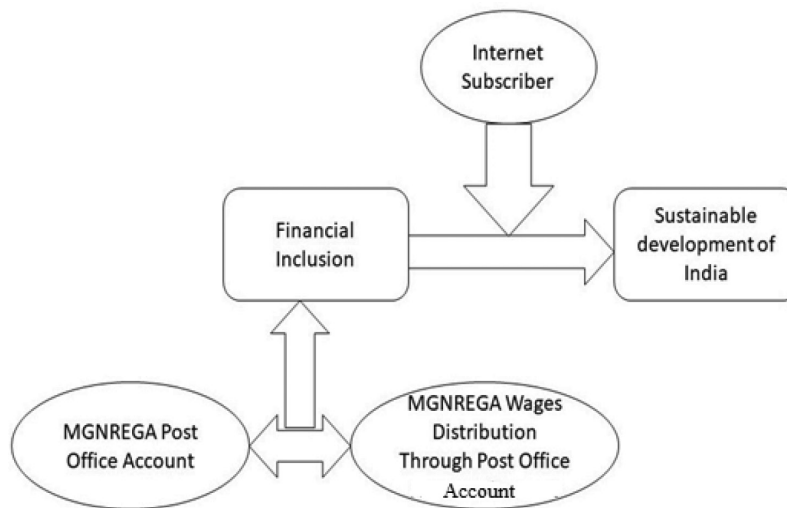 Internet
Subscriber
Financial
Inclusion
Sustainable
development of
India
MGNREGA Post
Office Account
MGNREGA Wages
Distribution
Through Post Office
Account